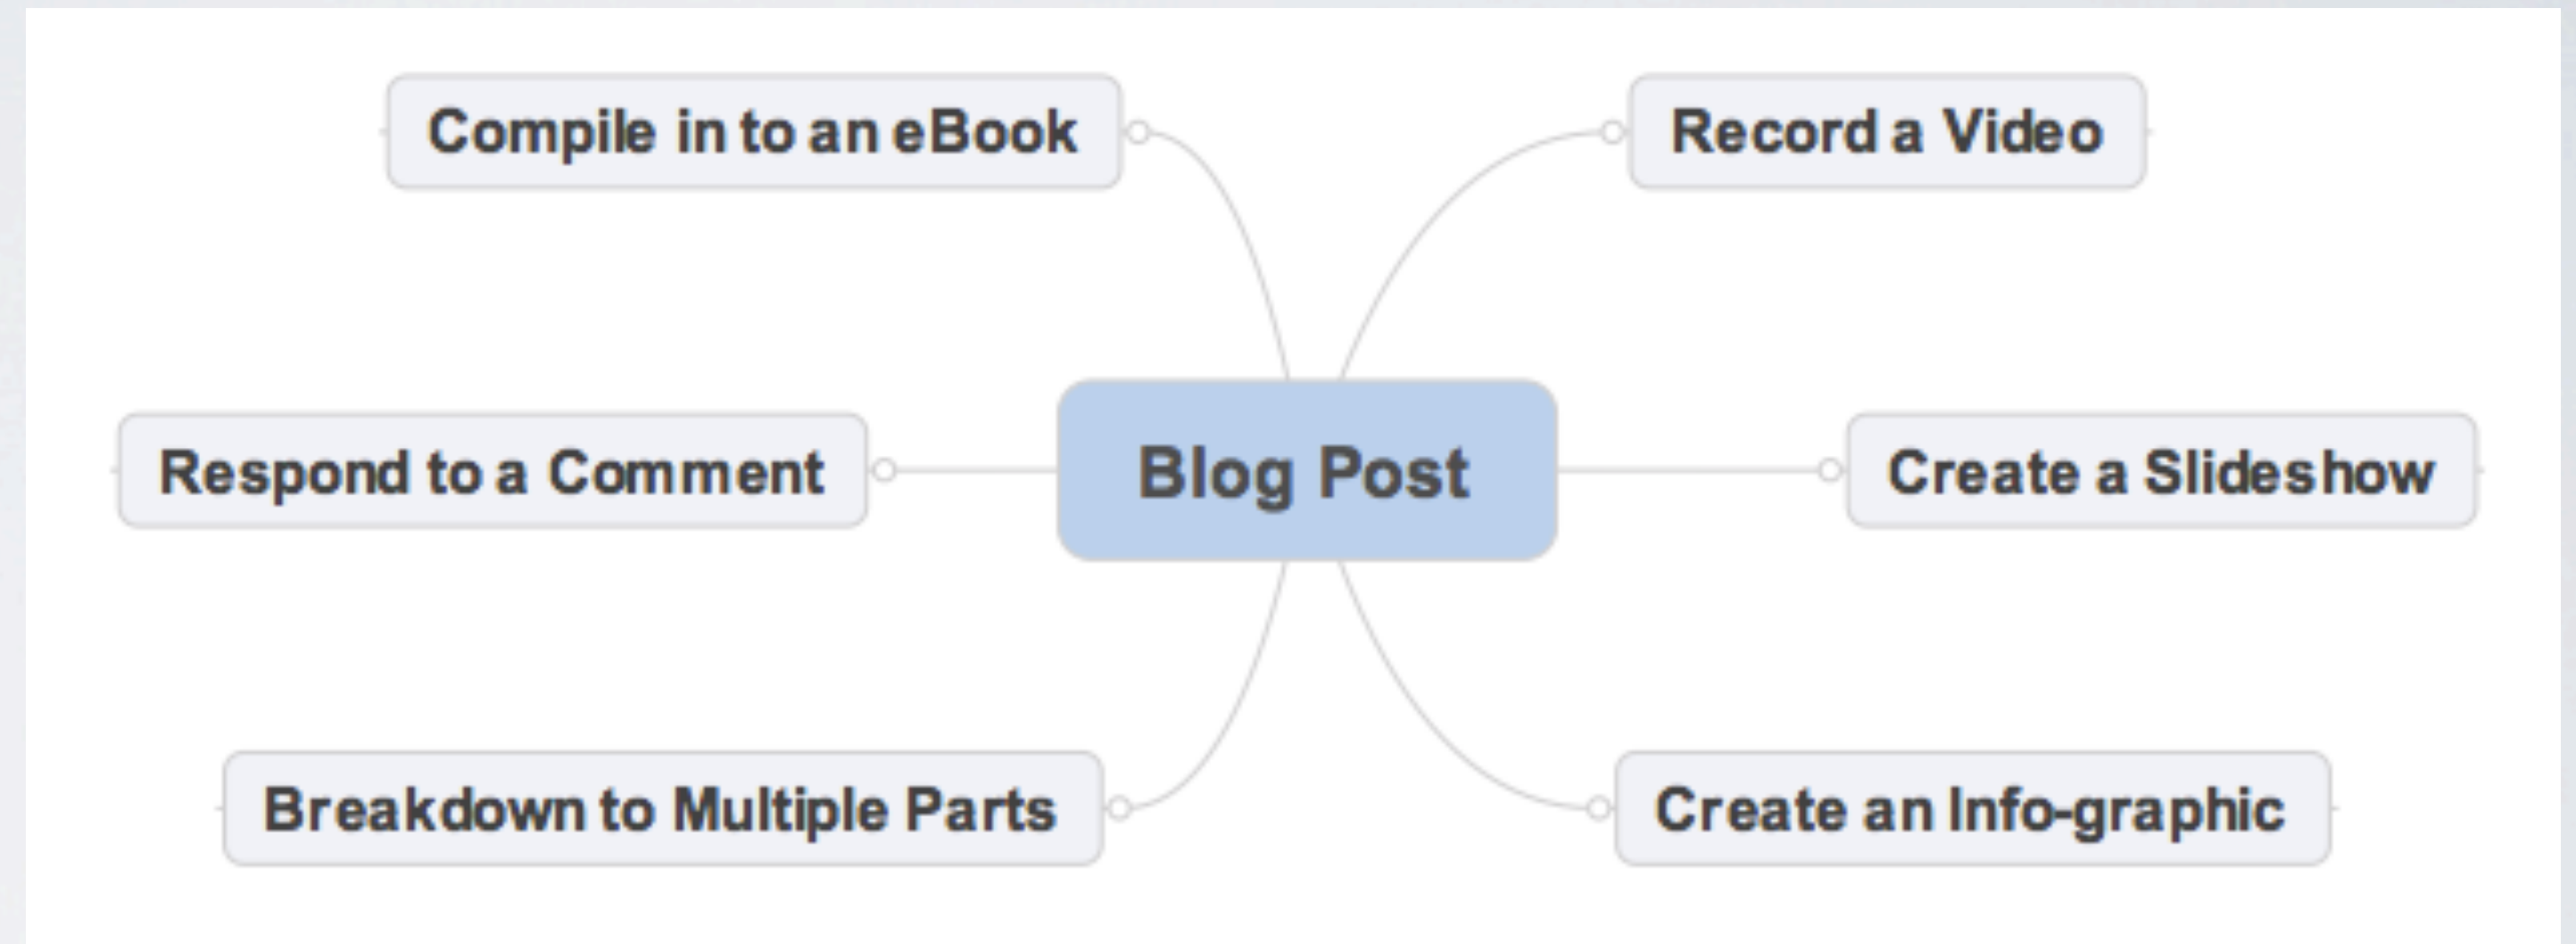 Compile in to an eBook
Record a Video
Respond to a Comment
Blog Post
Create a Slideshow
Breakdown to Multiple Parts
Create an Info-graphic